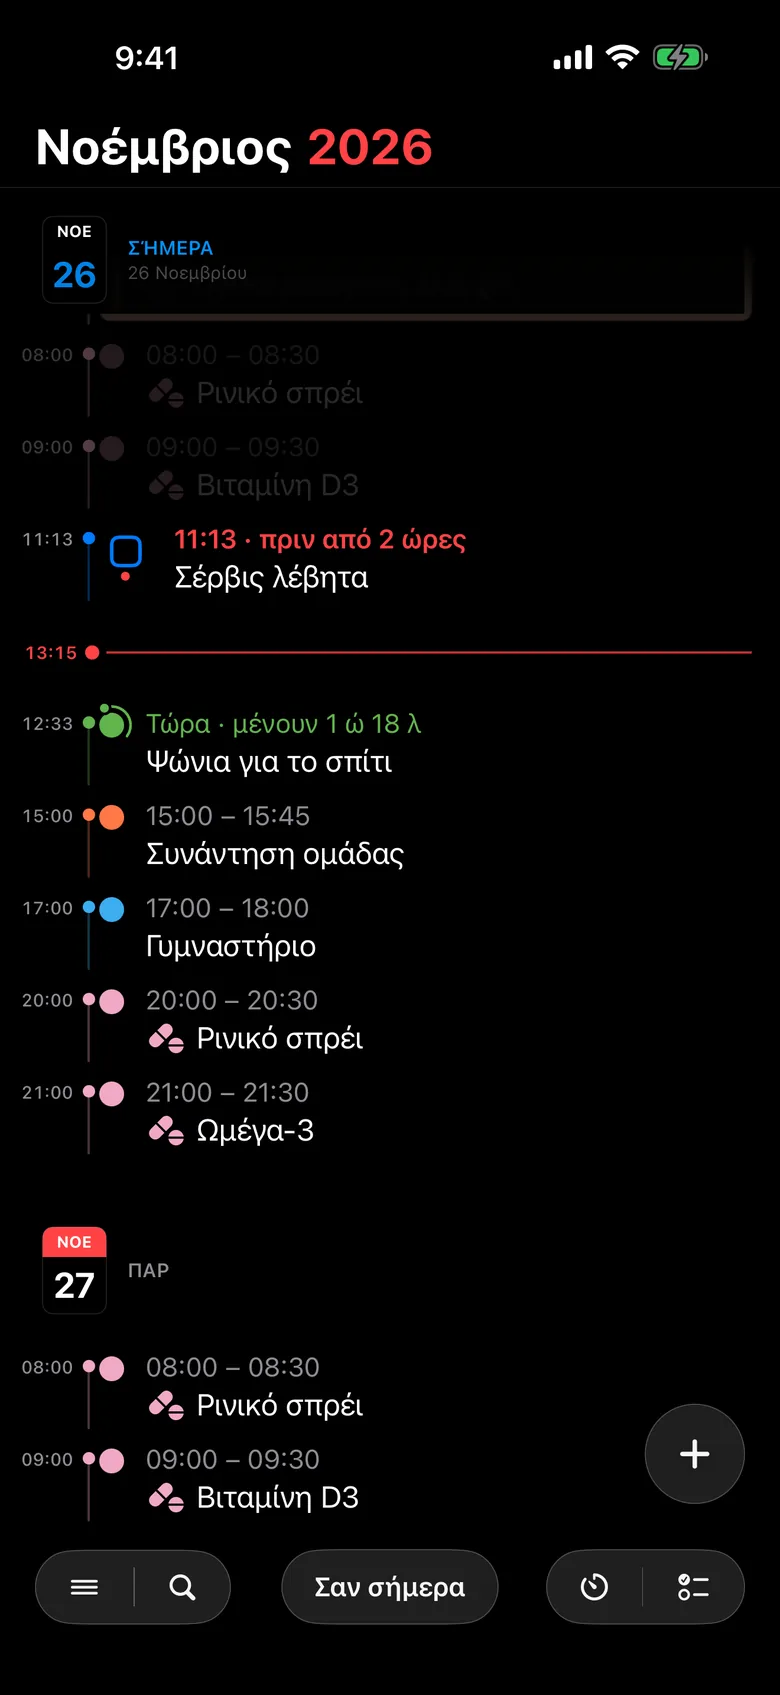 9:41
Νοέμβριος 2026
ΝΟΕ
26
ΣΉΜΕΡΑ
26 Νοεμβρίου
08:00
08:00 – 08:30
Ρινικό σπρέι
09:00
09:00 – 09:30
Βιταμίνη D3
11:13
11:13 · πριν από 2 ώρες
Σέρβις λέβητα
13:15
12:33
Τώρα · μένουν 1 ώ 18 λ
Ψώνια για το σπίτι
15:00
15:00 – 15:45
Συνάντηση ομάδας
17:00
17:00 – 18:00
Γυμναστήριο
20:00
20:00 – 20:30
Ρινικό σπρέι
21:00
21:00 – 21:30
Ωμέγα-3
ΝΟΕ
27
ΠΑΡ
08:00
08:00 – 08:30
Ρινικό σπρέι
09:00
09:00 – 09:30
Βιταμίνη D3
Σαν σήμερα